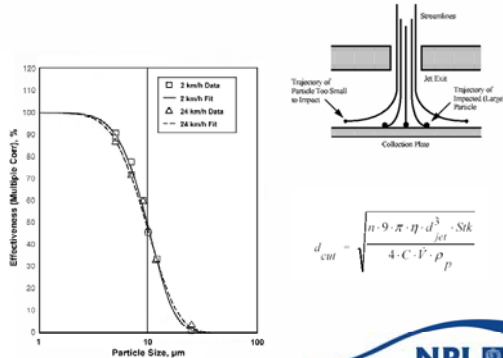 Effectiveness [Multiple Corr], %
120
110
100
90
80
70
60
50
40
30
20
10
0
1
10
100
Particle Size, µm
2 km/h Data
2 km/h Fit
24 km/h Data
24 km/h Fit
Streamlines
Jet Exit
Trajectory of
Particle Too Small
to Impact
Trajectory of
Impacted (Large
Particle
Collection Plate
d_cut = √(n · 9 · π · η · d³_jet · Stk / 4 · C · V̇ · ρ_p)
NPL